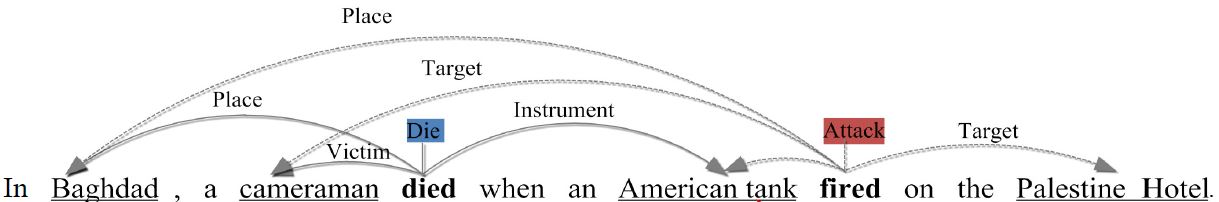 Place
Target
Place
Instrument
Die
Attack
Target
Victim
In Baghdad , a cameraman died when an American tank fired on the Palestine Hotel.